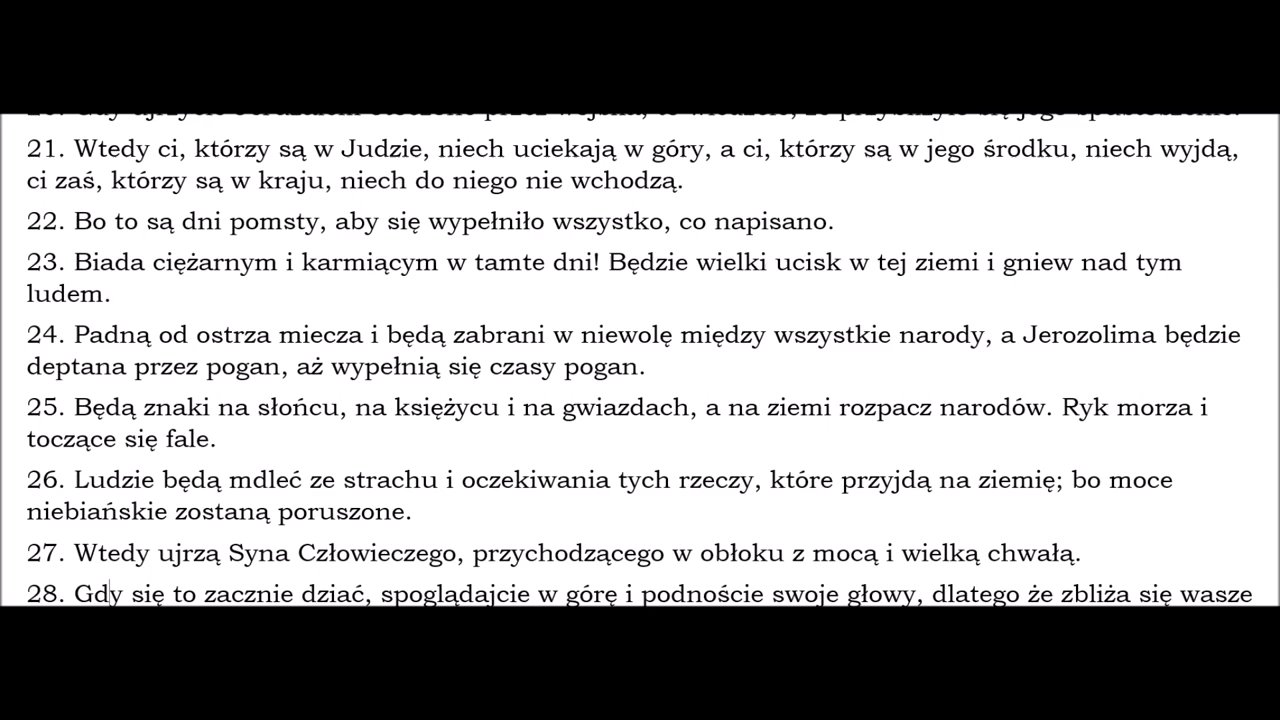 21. Wtedy ci, którzy są w Judzie, niech uciekają w góry, a ci, którzy są w jego środku, niech wyjdą,
ci zaś, którzy są w kraju, niech do niego nie wchodzą.
22. Bo to są dni pomsty, aby się wypełniło wszystko, co napisano.
23. Biada ciężarnym i karmiącym w tamte dni! Będzie wielki ucisk w tej ziemi i gniew nad tym
ludem.
24. Padną od ostrza miecza i będą zabrani w niewolę między wszystkie narody, a Jerozolima będzie
deptana przez pogan, aż wypełnią się czasy pogan.
25. Będą znaki na słońcu, na księżycu i na gwiazdach, a na ziemi rozpacz narodów. Ryk morza i
toczące się fale.
26. Ludzie będą mdleć ze strachu i oczekiwania tych rzeczy, które przyjdą na ziemię; bo moce
niebiańskie zostaną poruszone.
27. Wtedy ujrzą Syna Człowieczego, przychodzącego w obłoku z mocą i wielką chwałą.
28. Gdy się to zacznie dziać, spoglądajcie w górę i podnoście swoje głowy, dlatego że zbliża się wasze